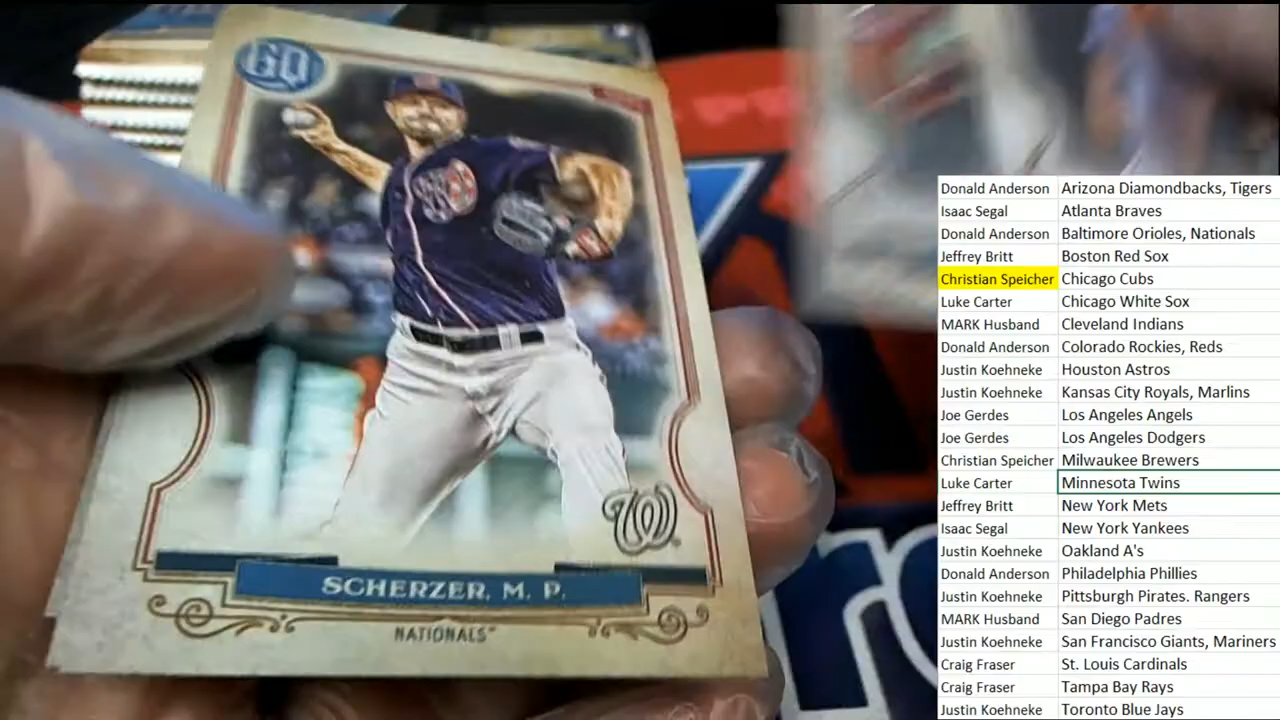 GQ
SCHERZER, M. P.
NATIONALS
W
Donald Anderson Arizona Diamondbacks, Tigers
Isaac Segal Atlanta Braves
Donald Anderson Baltimore Orioles, Nationals
Jeffrey Britt Boston Red Sox
Christian Speicher Chicago Cubs
Luke Carter Chicago White Sox
MARK Husband Cleveland Indians
Donald Anderson Colorado Rockies, Reds
Justin Koehneke Houston Astros
Justin Koehneke Kansas City Royals, Marlins
Joe Gerdes Los Angeles Angels
Joe Gerdes Los Angeles Dodgers
Christian Speicher Milwaukee Brewers
Luke Carter Minnesota Twins
Jeffrey Britt New York Mets
Isaac Segal New York Yankees
Justin Koehneke Oakland A's
Donald Anderson Philadelphia Phillies
Justin Koehneke Pittsburgh Pirates. Rangers
MARK Husband San Diego Padres
Justin Koehneke San Francisco Giants, Mariners
Craig Fraser St. Louis Cardinals
Craig Fraser Tampa Bay Rays
Justin Koehneke Toronto Blue Jays